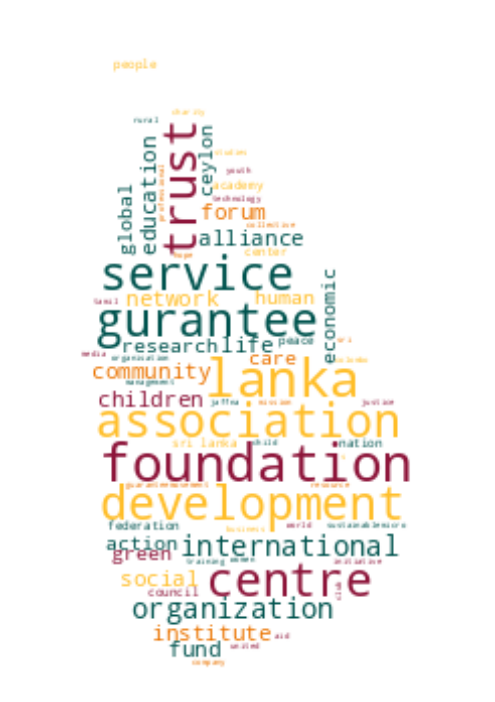 people
charity
rural
trust
ceylon
education
professional
studies
youth
academy
global
technology
forum
collective
alliance
center
hope
service
economic
tamil
network
human
gurantee
research
life
peace
media
organisation
care
community
management
lanka
children
jaffna
mission
justice
association
sri lanka
child
nation
foundation
resource
development
federation
business
world
sustainable
micro
action
international
green
training
women
initiative
social
centre
council
club
organization
institute
aid
fund
united
company